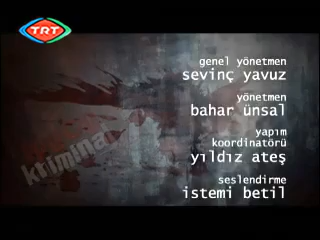 TRT
genel yönetmen
sevinç yavuz
yönetmen
bahar ünsal
yapım
koordinatörü
yıldız ateş
seslendirme
istemi betil
kriminal